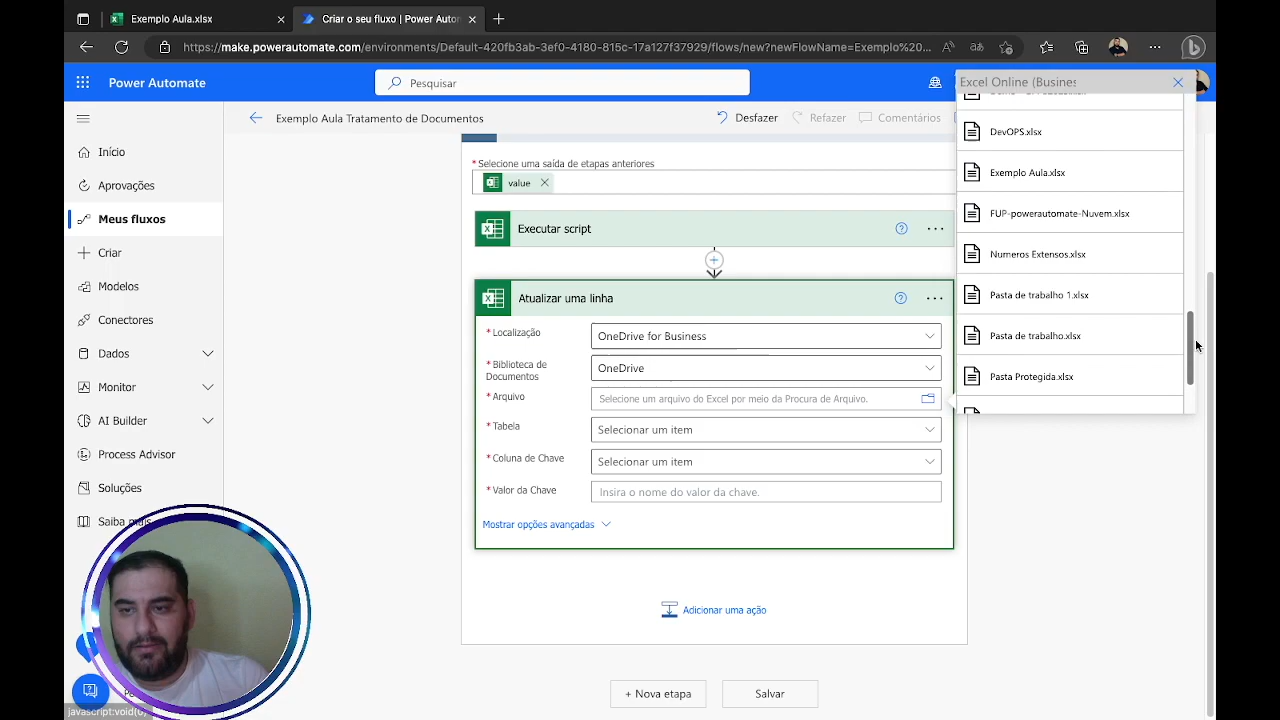 Exemplo Aula.xlsx
Criar o seu fluxo | Power Autom
https://make.powerautomate.com/environments/Default-420fb3ab-3ef0-4180-815c-17a127f37929/flows/new?newFlowName=Exemplo%20...
Power Automate
Pesquisar
Excel Online (Busines
Exemplo Aula Tratamento de Documentos
Desfazer
Refazer
Comentários
Início
Aprovações
Meus fluxos
Criar
Modelos
Conectores
Dados
Monitor
AI Builder
Process Advisor
Soluções
Saiba mais
* Selecione uma saída de etapas anteriores
value
Executar script
Atualizar uma linha
* Localização
OneDrive for Business
* Biblioteca de
Documentos
OneDrive
* Arquivo
Selecione um arquivo do Excel por meio da Procura de Arquivo.
* Tabela
Selecionar um item
* Coluna de Chave
Selecionar um item
* Valor da Chave
Insira o nome do valor da chave.
Mostrar opções avançadas
Adicionar uma ação
+ Nova etapa
Salvar
DevOPS.xlsx
Exemplo Aula.xlsx
FUP-powerautomate-Nuvem.xlsx
Numeros Extensos.xlsx
Pasta de trabalho 1.xlsx
Pasta de trabalho.xlsx
Pasta Protegida.xlsx
javascript:void(0)